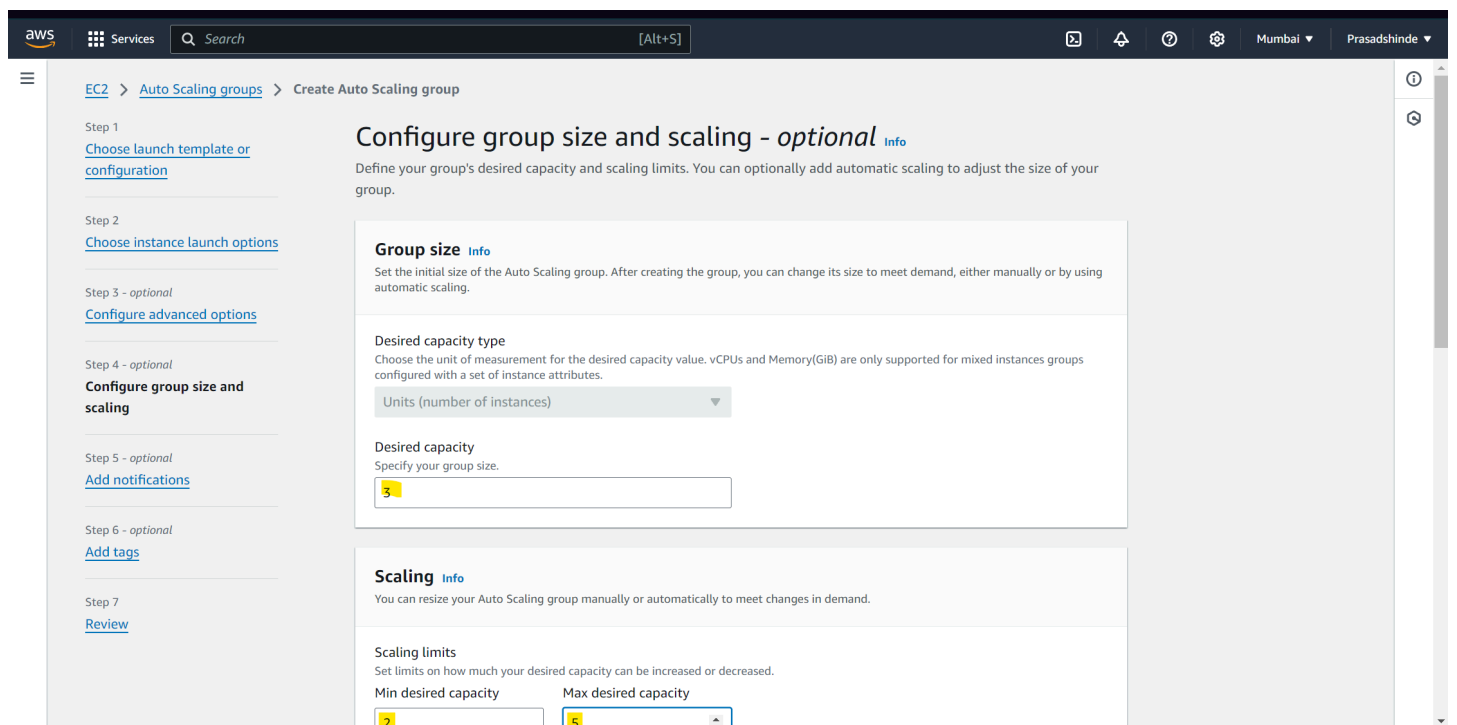 aws
Services
Search
[Alt+S]
Mumbai ▼
Prasadshinde ▼
EC2 > Auto Scaling groups > Create Auto Scaling group
Step 1
Choose launch template or
configuration
Step 2
Choose instance launch options
Step 3 - optional
Configure advanced options
Step 4 - optional
Configure group size and
scaling
Step 5 - optional
Add notifications
Step 6 - optional
Add tags
Step 7
Review
Configure group size and scaling - optional Info
Define your group's desired capacity and scaling limits. You can optionally add automatic scaling to adjust the size of your
group.
Group size Info
Set the initial size of the Auto Scaling group. After creating the group, you can change its size to meet demand, either manually or by using
automatic scaling.
Desired capacity type
Choose the unit of measurement for the desired capacity value. vCPUs and Memory(GiB) are only supported for mixed instances groups
configured with a set of instance attributes.
Units (number of instances)
Desired capacity
Specify your group size.
3
Scaling Info
You can resize your Auto Scaling group manually or automatically to meet changes in demand.
Scaling limits
Set limits on how much your desired capacity can be increased or decreased.
Min desired capacity
Max desired capacity
2
5